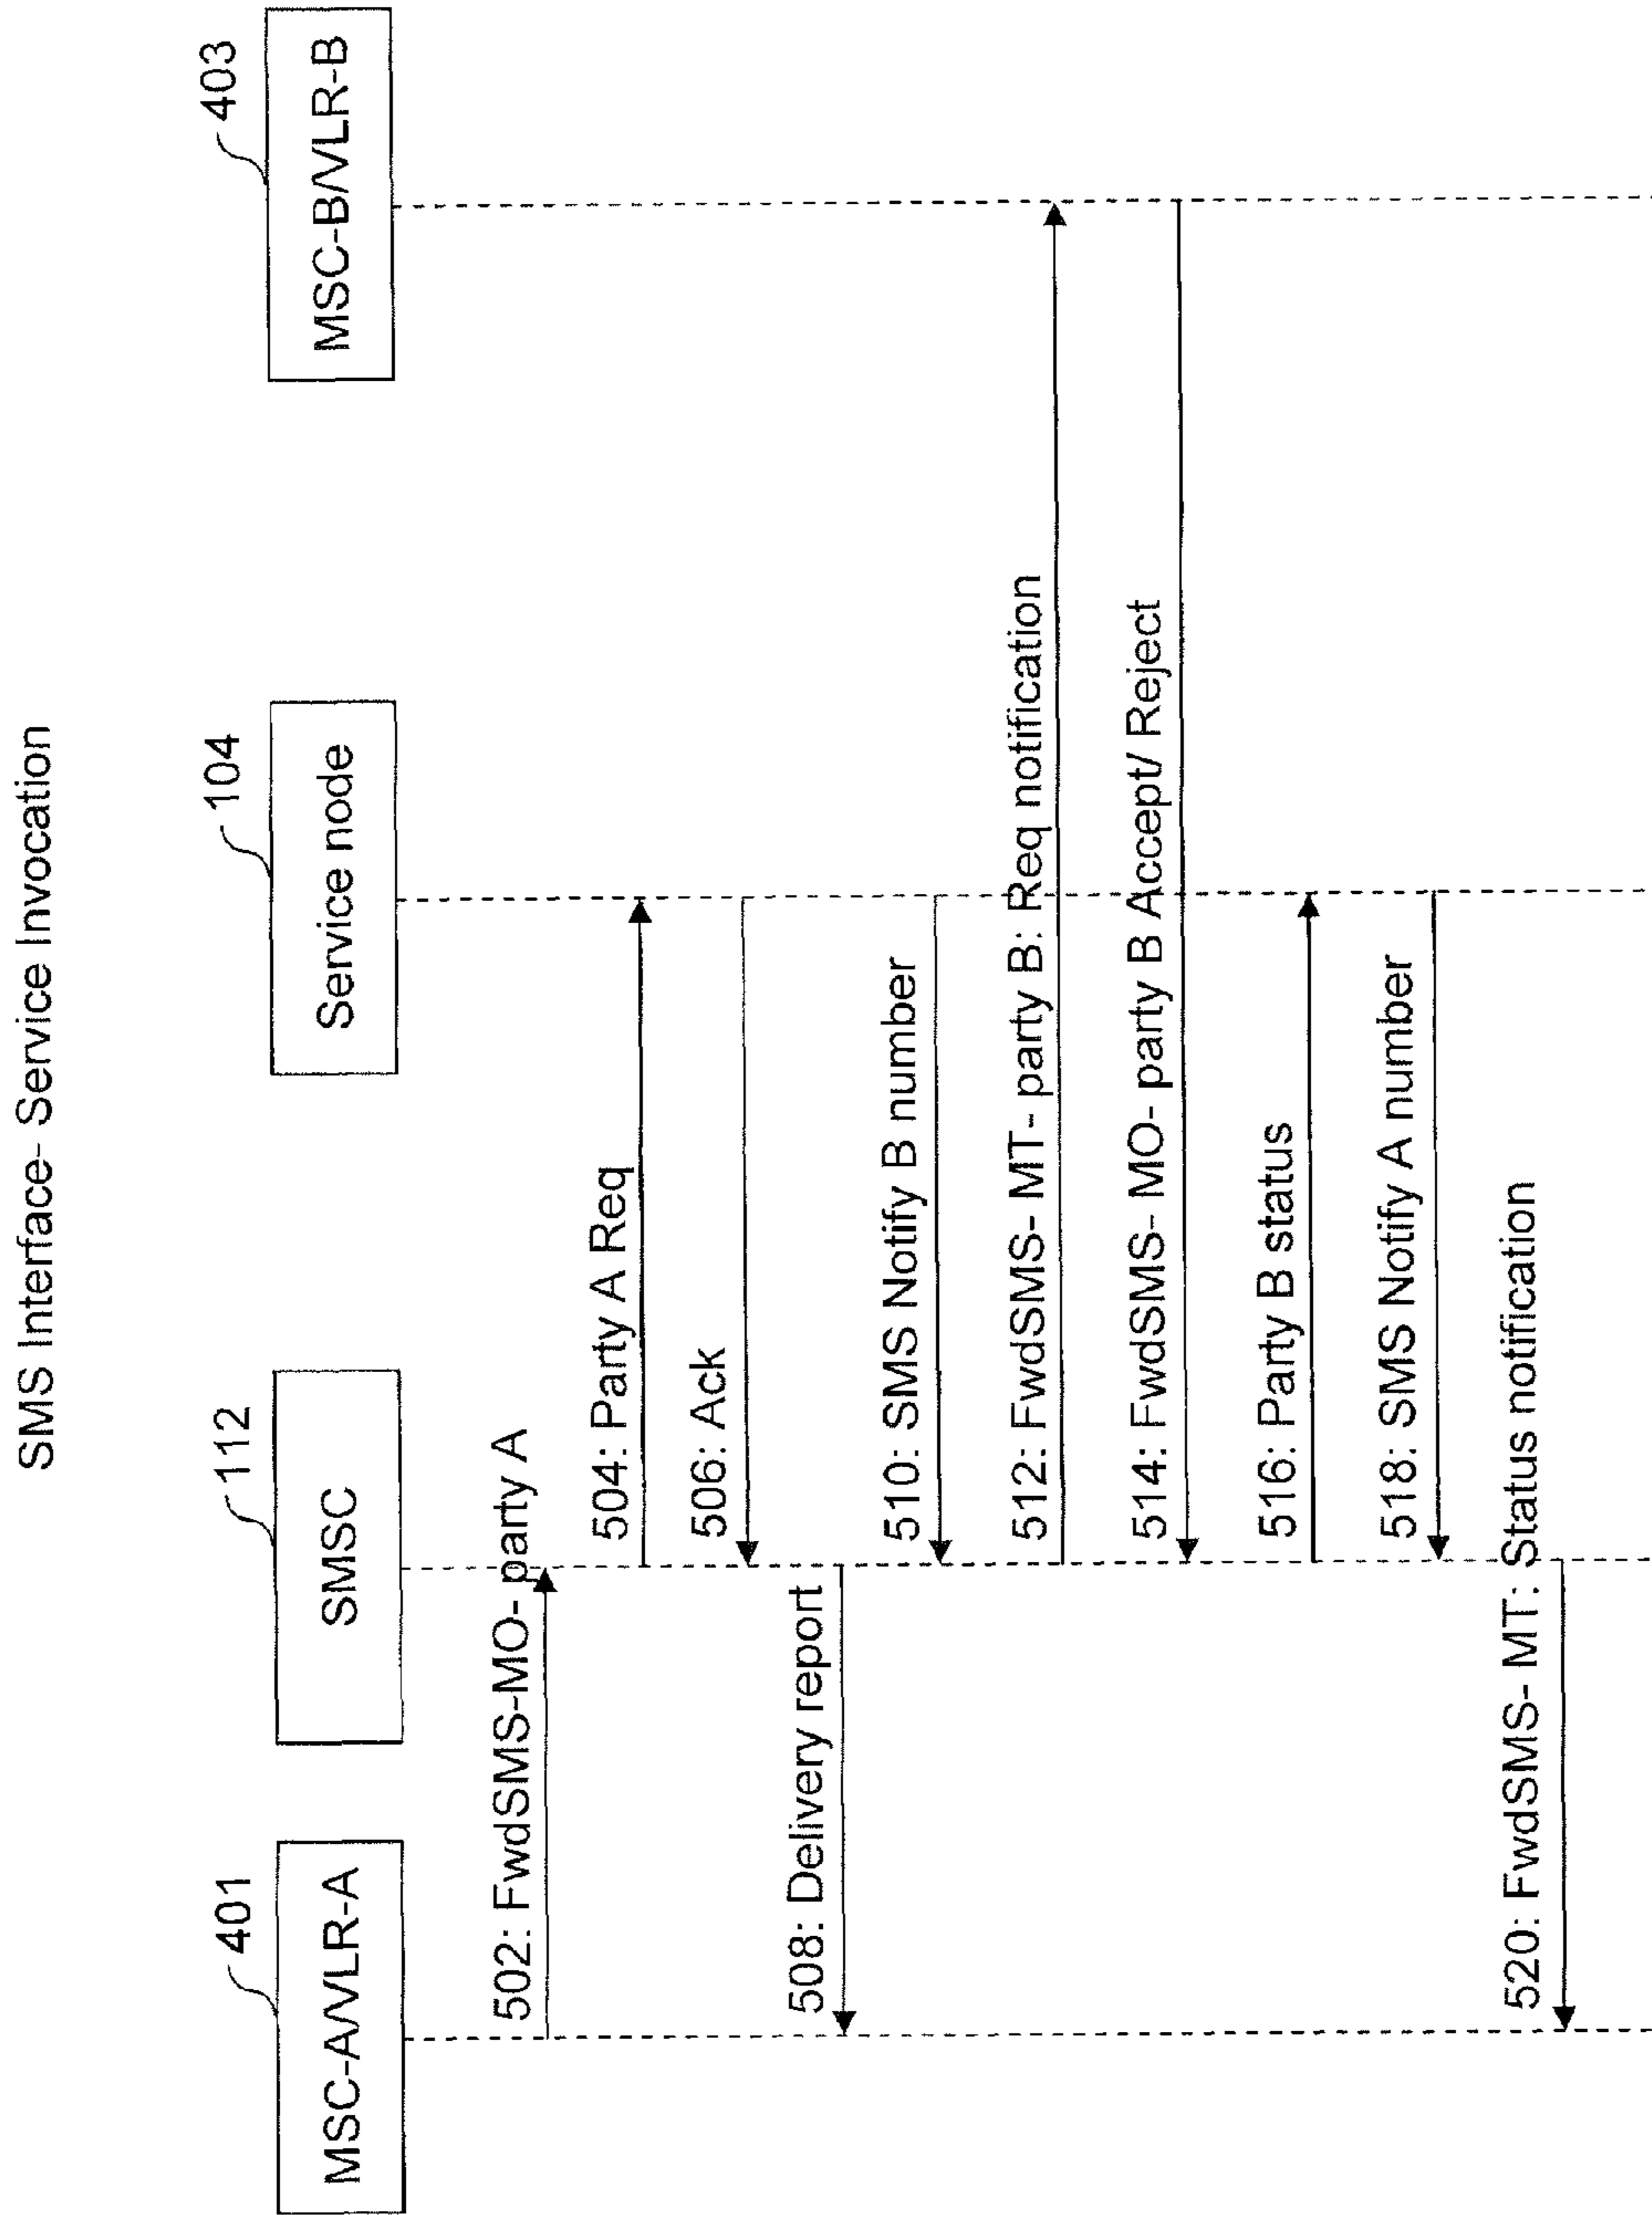 SMS Interface- Service Invocation
401
112
104
403
MSC-A/VLR-A
SMSC
Service node
MSC-B/VLR-B
502: FwdSMS-MO- party A
504: Party A Req
506: Ack
508: Delivery report
510: SMS Notify B number
512: FwdSMS- MT- party B: Req notification
514: FwdSMS- MO- party B Accept/ Reject
516: Party B status
518: SMS Notify A number
520: FwdSMS- MT: Status notification